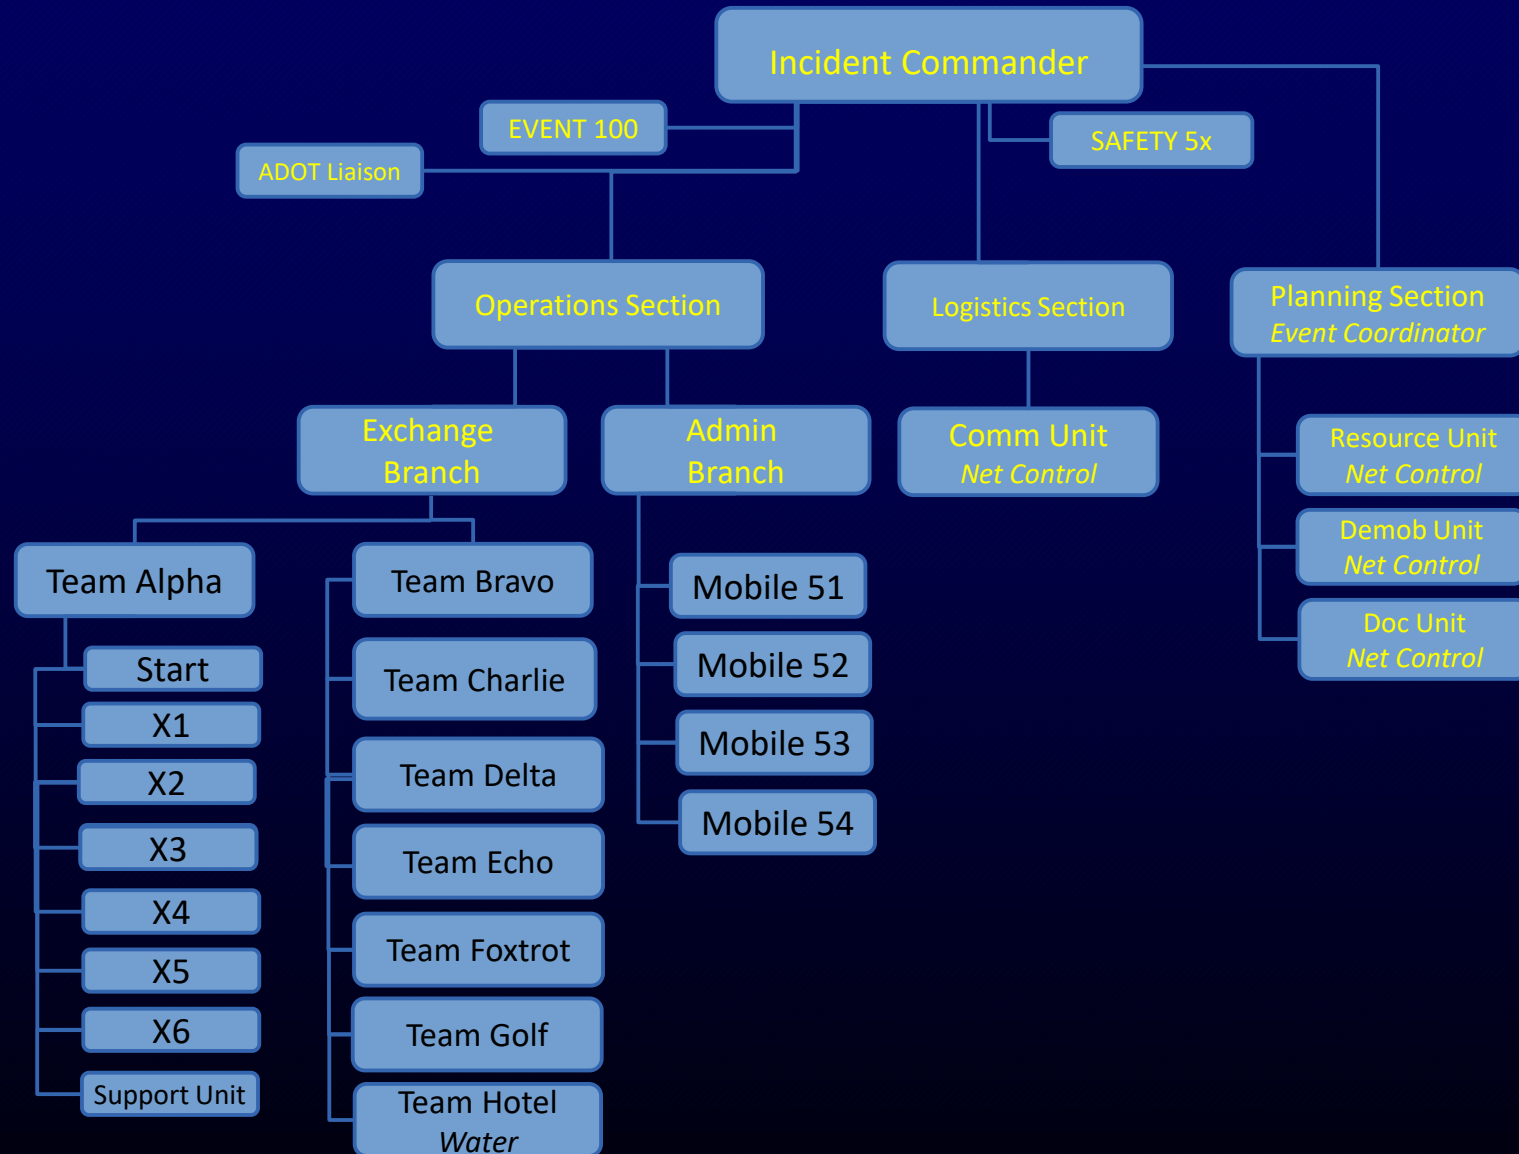 Incident Commander
EVENT 100
SAFETY 5x
ADOT Liaison
Operations Section
Logistics Section
Planning Section
Event Coordinator
Exchange
Branch
Admin
Branch
Comm Unit
Net Control
Resource Unit
Net Control
Demob Unit
Net Control
Doc Unit
Net Control
Team Alpha
Start
X1
X2
X3
X4
X5
X6
Support Unit
Team Bravo
Team Charlie
Team Delta
Team Echo
Team Foxtrot
Team Golf
Team Hotel
Water
Mobile 51
Mobile 52
Mobile 53
Mobile 54